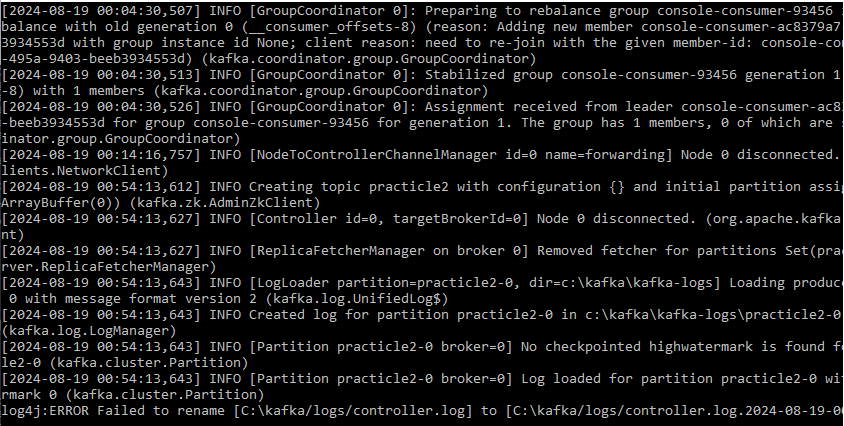 [2024-08-19 00:04:30,507] INFO [GroupCoordinator 0]: Preparing to rebalance group console-consumer-93456
balance with old generation 0 (__consumer_offsets-8) (reason: Adding new member console-consumer-ac8379a7
3934553d with group instance id None; client reason: need to re-join with the given member-id: console-co
-495a-9403-beeb3934553d) (kafka.coordinator.group.GroupCoordinator)
[2024-08-19 00:04:30,513] INFO [GroupCoordinator 0]: Stabilized group console-consumer-93456 generation 1
-8) with 1 members (kafka.coordinator.group.GroupCoordinator)
[2024-08-19 00:04:30,526] INFO [GroupCoordinator 0]: Assignment received from leader console-consumer-ac8
-beeb3934553d for group console-consumer-93456 for generation 1. The group has 1 members, 0 of which are
inator.group.GroupCoordinator)
[2024-08-19 00:14:16,757] INFO [NodeToControllerChannelManager id=0 name=forwarding] Node 0 disconnected.
lients.NetworkClient)
[2024-08-19 00:54:13,612] INFO Creating topic practicle2 with configuration {} and initial partition assig
ArrayBuffer(0)) (kafka.zk.AdminZkClient)
[2024-08-19 00:54:13,627] INFO [Controller id=0, targetBrokerId=0] Node 0 disconnected. (org.apache.kafka
nt)
[2024-08-19 00:54:13,627] INFO [ReplicaFetcherManager on broker 0] Removed fetcher for partitions Set(prac
rver.ReplicaFetcherManager)
[2024-08-19 00:54:13,643] INFO [LogLoader partition=practicle2-0, dir=c:\kafka\kafka-logs] Loading produce
0 with message format version 2 (kafka.log.UnifiedLog$)
[2024-08-19 00:54:13,643] INFO Created log for partition practicle2-0 in c:\kafka\kafka-logs\practicle2-0
(kafka.log.LogManager)
[2024-08-19 00:54:13,643] INFO [Partition practicle2-0 broker=0] No checkpointed highwatermark is found fo
le2-0 (kafka.cluster.Partition)
[2024-08-19 00:54:13,643] INFO [Partition practicle2-0 broker=0] Log loaded for partition practicle2-0 wit
rmark 0 (kafka.cluster.Partition)
log4j:ERROR Failed to rename [C:\kafka/logs/controller.log] to [C:\kafka/logs/controller.log.2024-08-19-00